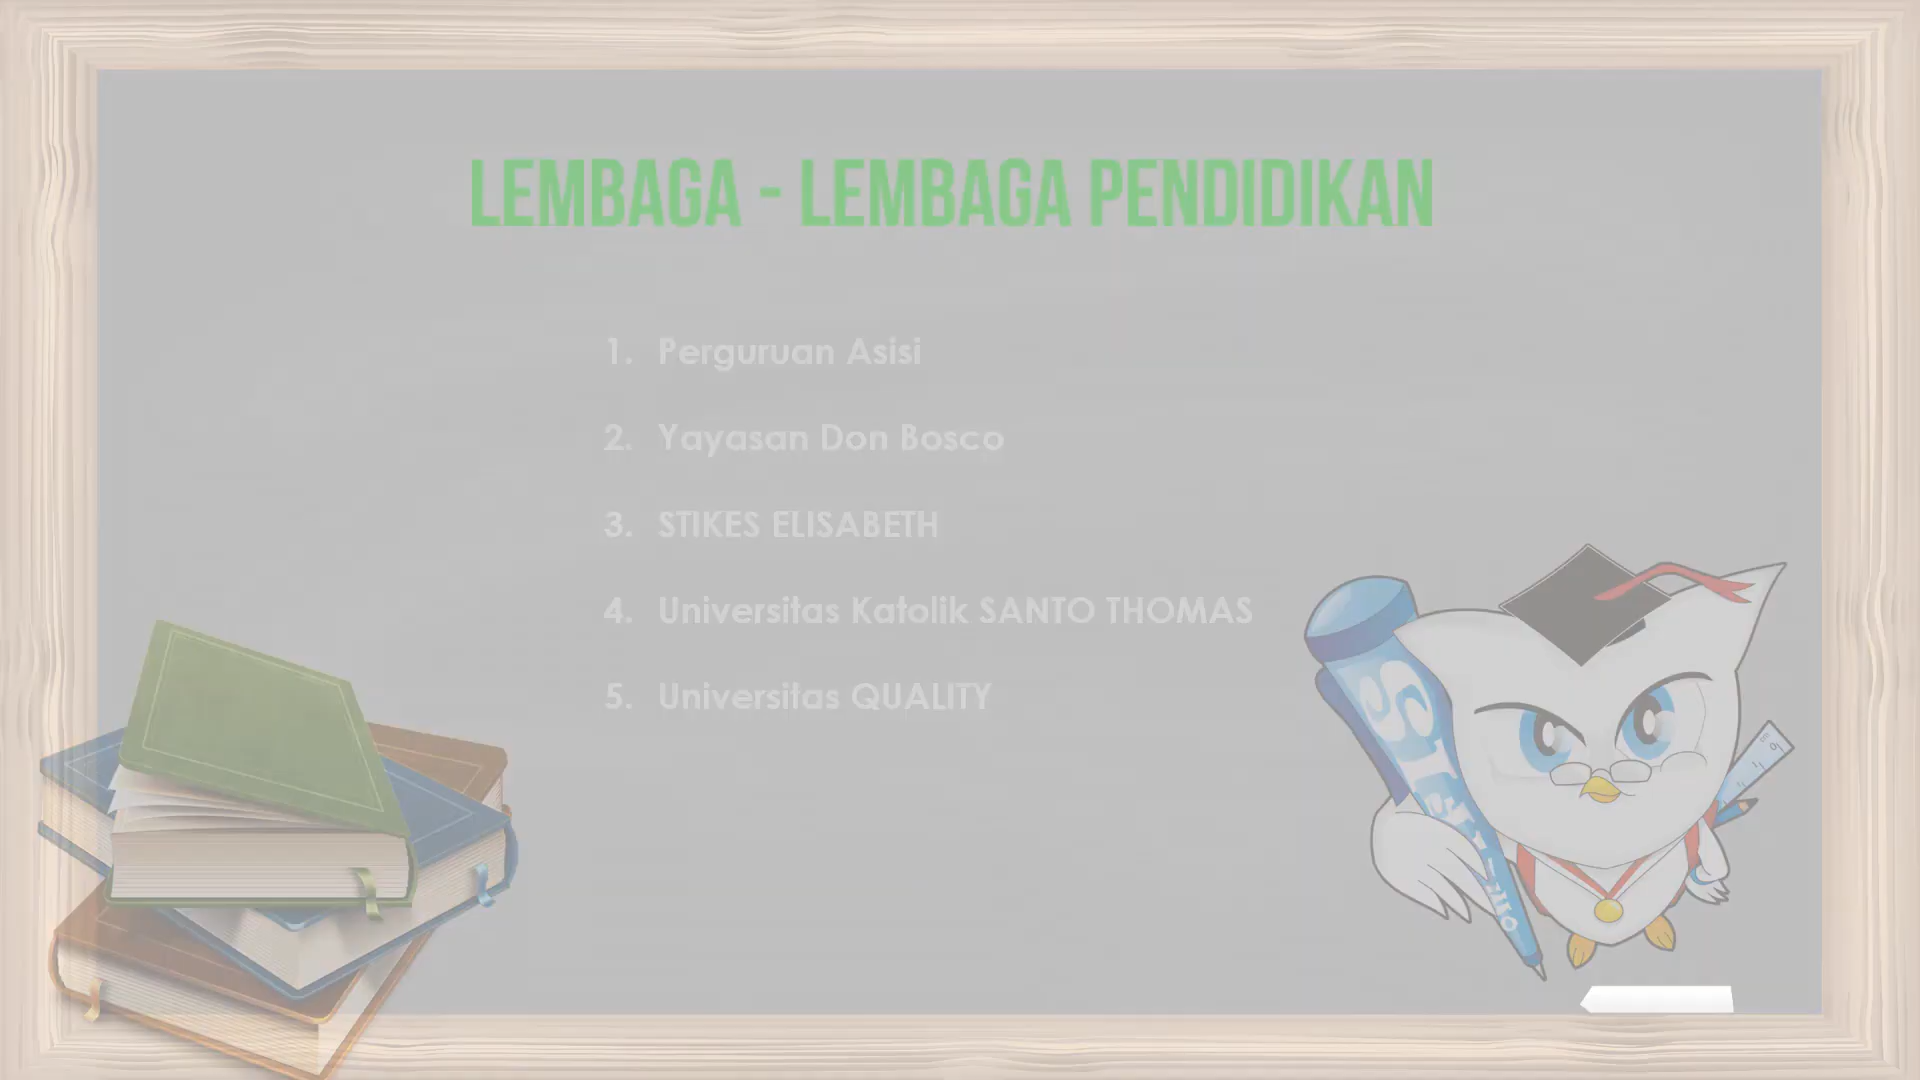 LEMBAGA - LEMBAGA PENDIDIKAN
1. Perguruan Asisi
2. Yayasan Don Bosco
3. STIKES ELISABETH
4. Universitas Katolik SANTO THOMAS
5. Universitas QUALITY